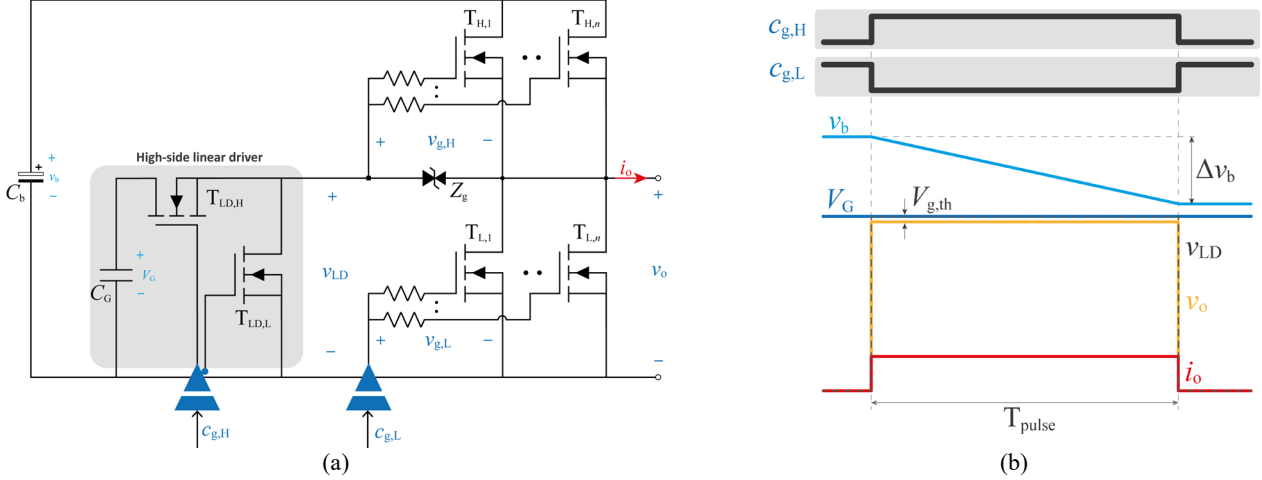 T_H,1
T_H,n
+ v_g,H −
High-side linear driver
i_o
+
v_b
−
C_b
T_LD,H
Z_g
+
V_G
−
C_G
T_LD,L
+
v_LD
−
T_L,1
T_L,n
+
v_o
−
+ v_g,L −
c_g,H
c_g,L
(a)
c_g,H
c_g,L
v_b
Δv_b
V_G
V_g,th
v_LD
v_o
i_o
T_pulse
(b)